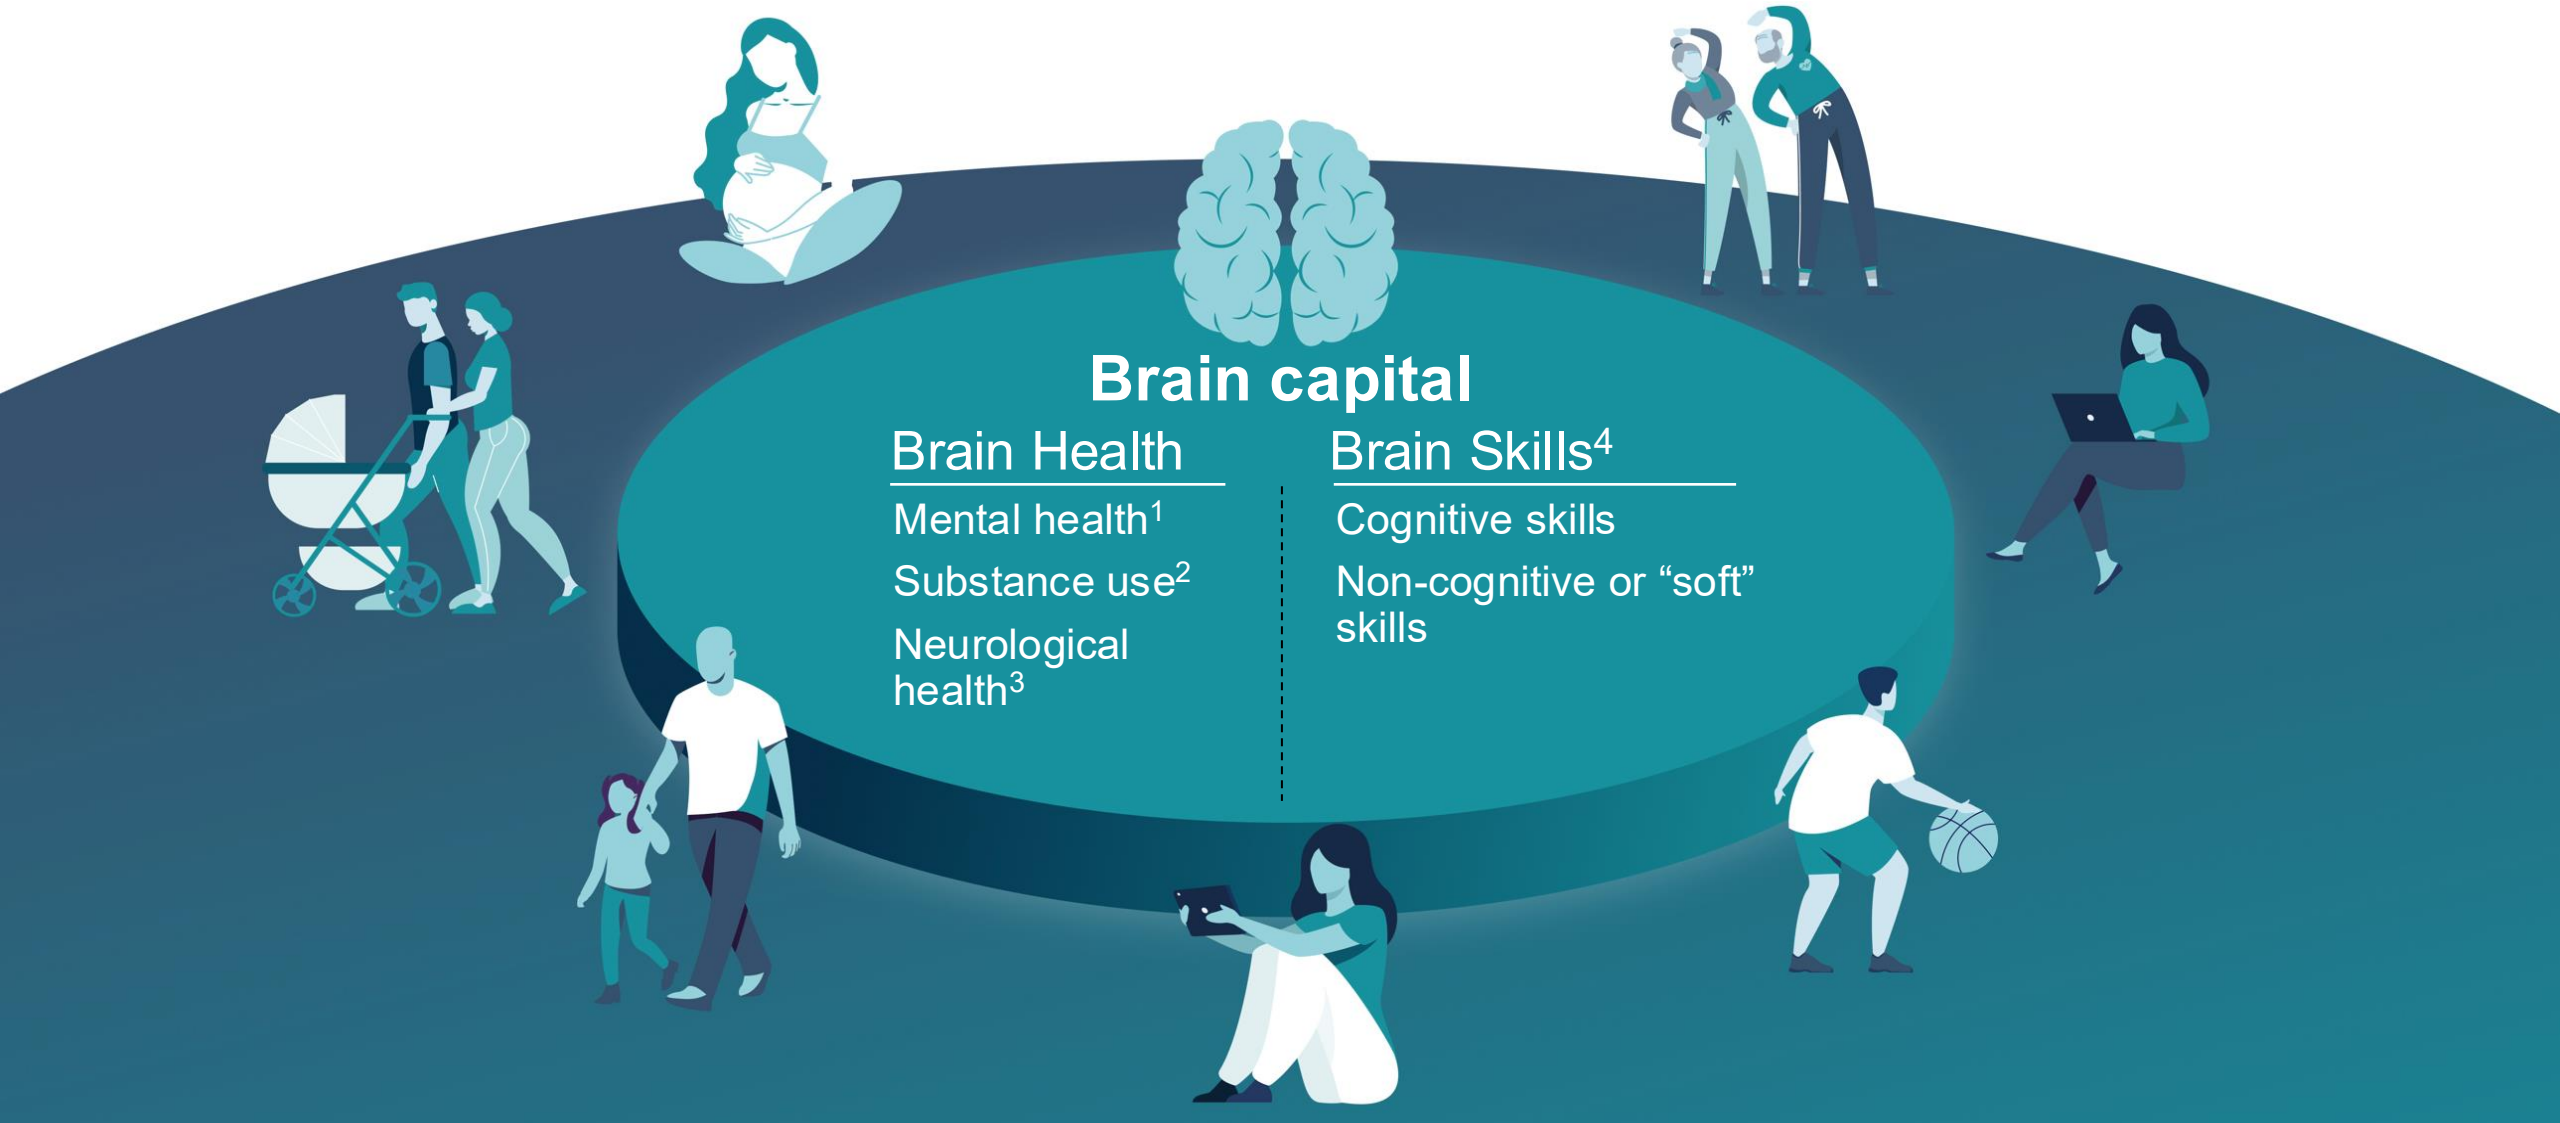 Brain capital
Brain Health
Mental health¹
Substance use²
Neurological
health³
Brain Skills⁴
Cognitive skills
Non-cognitive or “soft”
skills